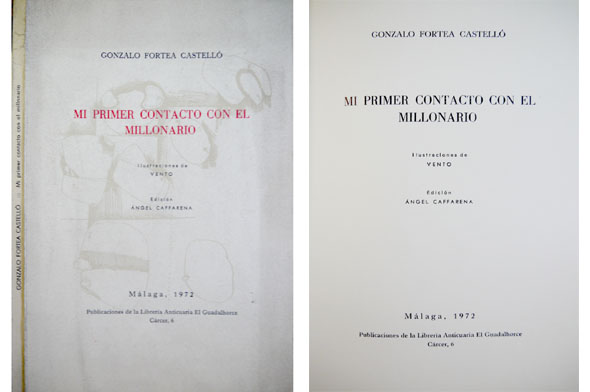 GONZALO FORTEA CASTELLÓ - Mi primer contacto con el millonario
GONZALO FORTEA CASTELLÓ
MI PRIMER CONTACTO CON EL
MILLONARIO
Ilustraciones de
VENTO
Edición
ÁNGEL CAFFARENA
Málaga, 1972
Publicaciones de la Librería Anticuaria El Guadalhorce
Cárcer, 6
GONZALO FORTEA CASTELLÓ
MI PRIMER CONTACTO CON EL
MILLONARIO
Ilustraciones de
VENTO
Edición
ÁNGEL CAFFARENA
Málaga, 1972
Publicaciones de la Librería Anticuaria El Guadalhorce
Cárcer, 6